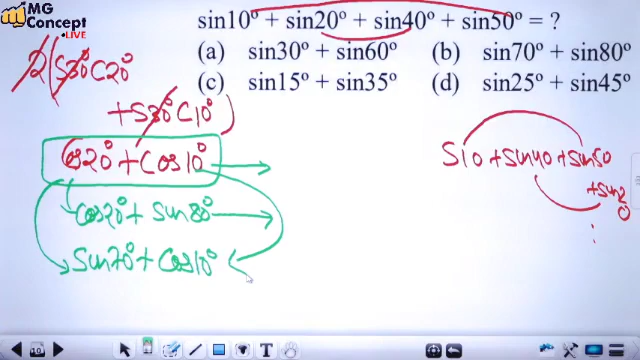 MG
Concept
.LIVE
sin10° + sin20° + sin40° + sin50° = ?
(a) sin30° + sin60° (b) sin70° + sin80°
(c) sin15° + sin35° (d) sin25° + sin45°
2(S30°C20°
+S30°C10°)
Cos20° + Cos10°
Cos20° + Sin80°
Sin70° + Cos10°
S10 + sin40 + sin50
+ sin20
10
T